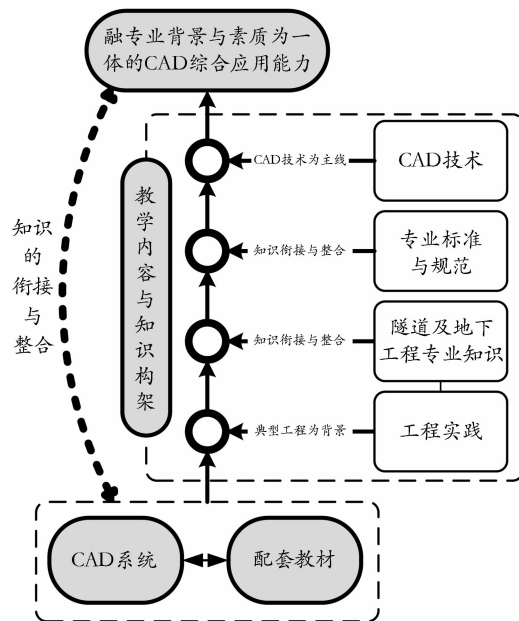 融专业背景与素质为一
体的CAD综合应用能力
CAD技术为主线
CAD技术
教学内容与知识构架
知识
的
衔接
与
整合
知识衔接与整合
专业标准
与规范
知识衔接与整合
隧道及地下
工程专业知识
典型工程为背景
工程实践
CAD系统
配套教材